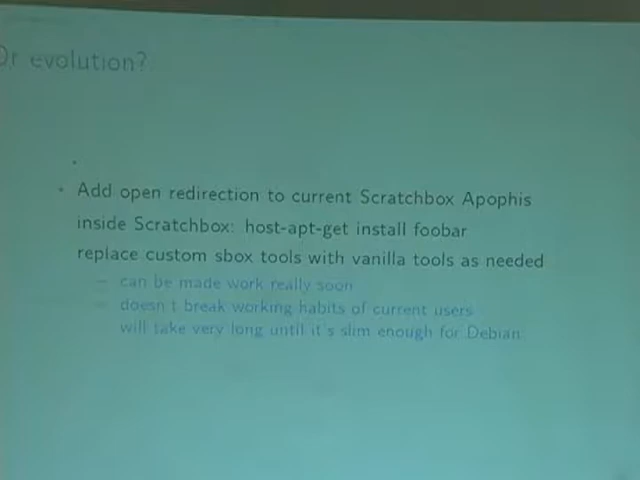 Or evolution?
Add open redirection to current Scratchbox Apophis
inside Scratchbox: host-apt-get install foobar
replace custom sbox tools with vanilla tools as needed
– can be made work really soon
– doesn t break working habits of current users
will take very long until it's slim enough for Debian